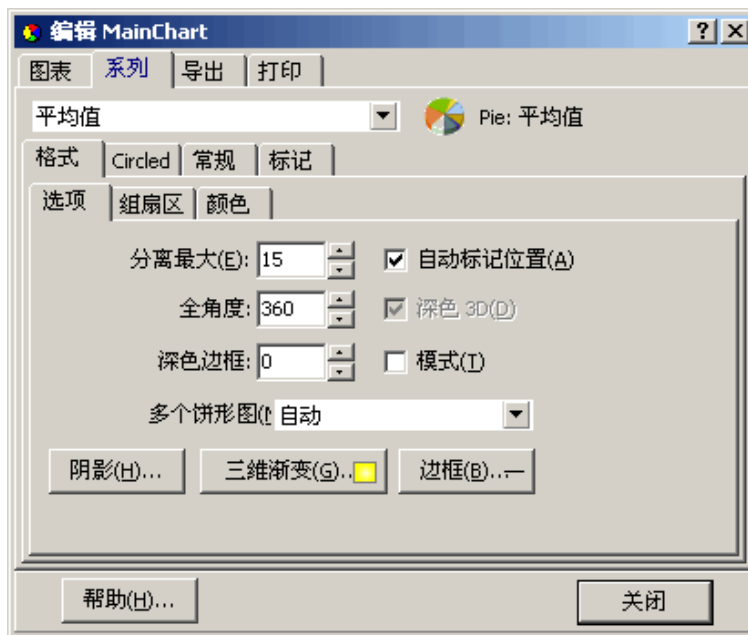 编辑 MainChart
图表 系列 导出 打印
平均值 Pie: 平均值
格式 Circled 常规 标记
选项 组扇区 颜色
分离最大(E): 15 自动标记位置(A)
全角度: 360 深色 3D(D)
深色边框: 0 模式(T)
多个饼形图( 自动
阴影(H)... 三维渐变(G)... 边框(B)...
帮助(H)... 关闭